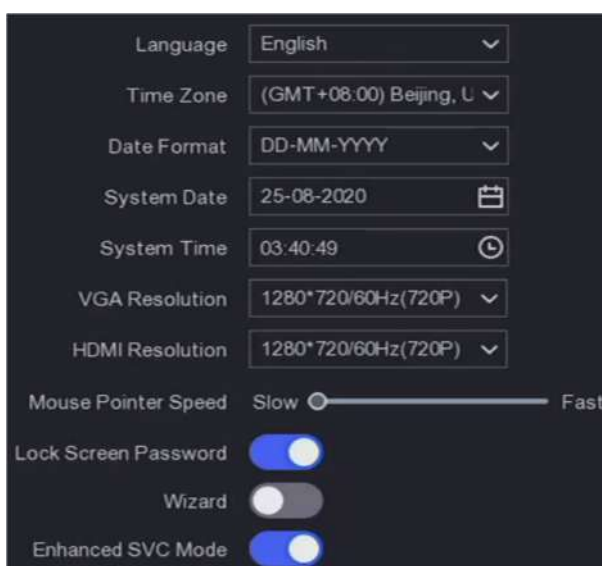 Language English
Time Zone (GMT+08:00) Beijing, U
Date Format DD-MM-YYYY
System Date 25-08-2020
System Time 03:40:49
VGA Resolution 1280*720/60Hz(720P)
HDMI Resolution 1280*720/60Hz(720P)
Mouse Pointer Speed Slow Fast
Lock Screen Password
Wizard
Enhanced SVC Mode